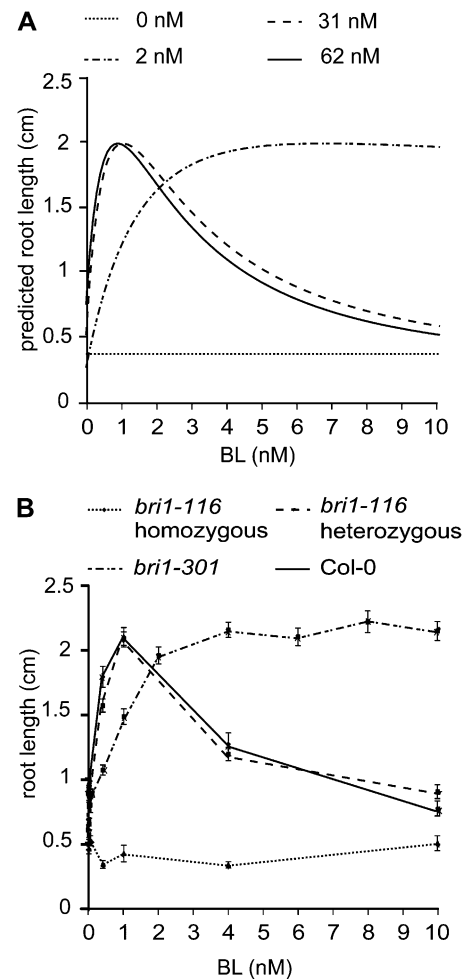 A
0 nM
31 nM
2 nM
62 nM
predicted root length (cm)
2.5
2
1.5
1
0.5
0
0 1 2 3 4 5 6 7 8 9 10
BL (nM)
B
bri1-116 homozygous
bri1-116 heterozygous
bri1-301
Col-0
root length (cm)
2.5
2
1.5
1
0.5
0
0 1 2 3 4 5 6 7 8 9 10
BL (nM)